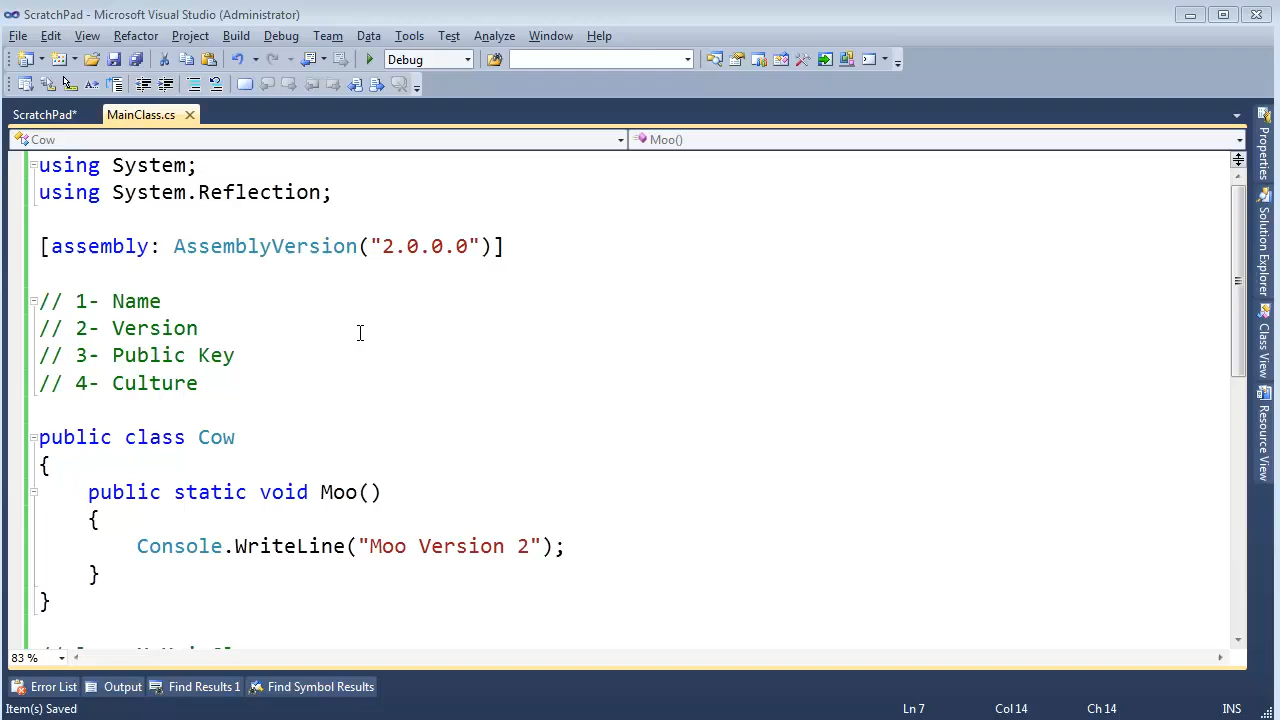 ScratchPad - Microsoft Visual Studio (Administrator)
File Edit View Refactor Project Build Debug Team Data Tools Test Analyze Window Help
Debug
ScratchPad* MainClass.cs
Cow Moo()
using System;
using System.Reflection;
[assembly: AssemblyVersion("2.0.0.0")]
// 1- Name
// 2- Version
// 3- Public Key
// 4- Culture
public class Cow
{
public static void Moo()
{
Console.WriteLine("Moo Version 2");
}
}
Properties
Solution Explorer
Class View
Resource View
83 %
Error List Output Find Results 1 Find Symbol Results
Item(s) Saved Ln 7 Col 14 Ch 14 INS